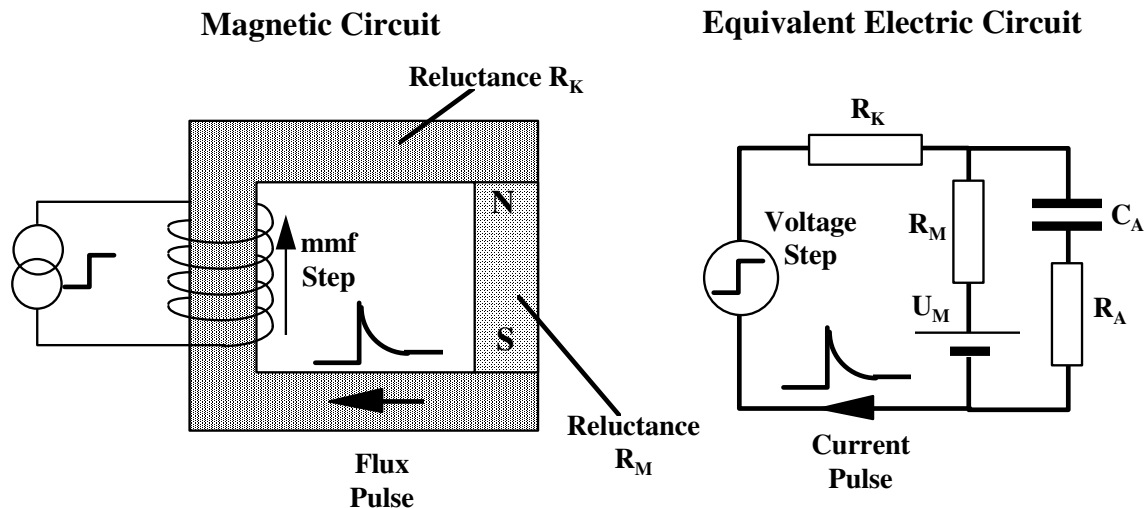 Magnetic Circuit
Equivalent Electric Circuit
Reluctance R_K
R_K
N
mmf
Step
S
Voltage
Step
R_M
C_A
U_M
R_A
Reluctance
R_M
Flux
Pulse
Current
Pulse